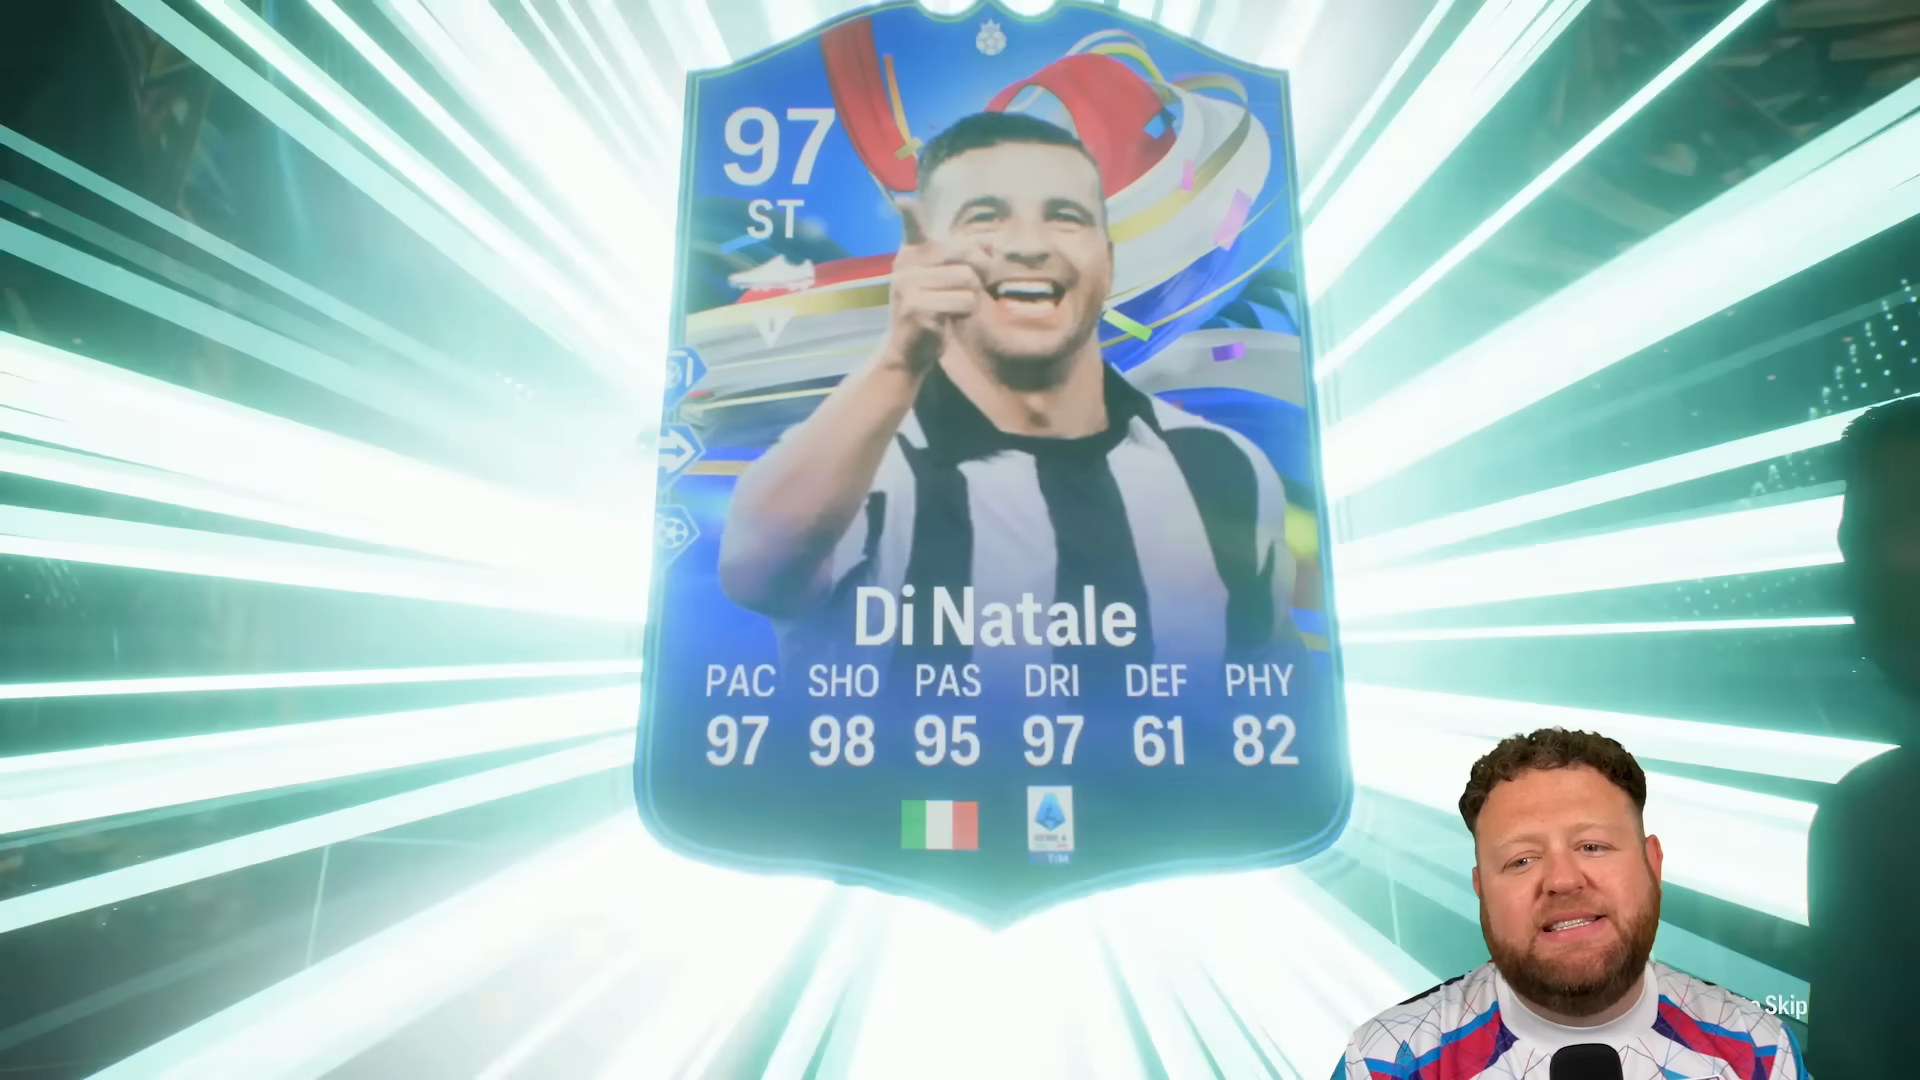 97
ST
Di Natale
PAC SHO PAS DRI DEF PHY
97 98 95 97 61 82
Skip